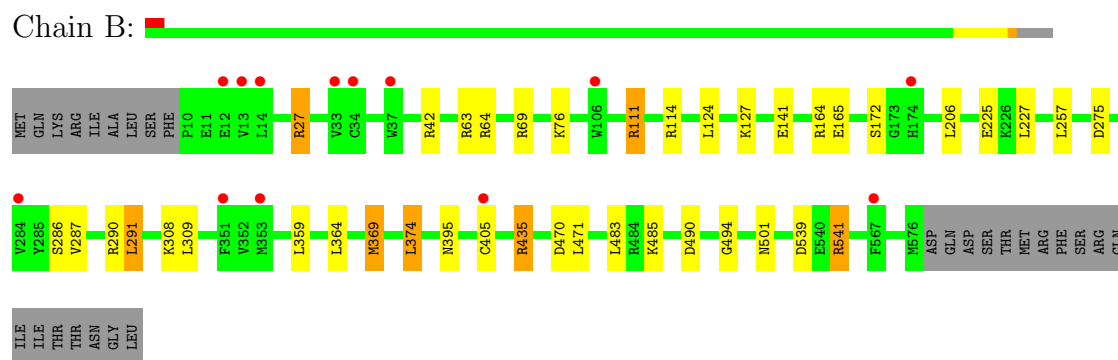 Chain B:
MET GLN LYS ARG ILE ALA LEU SER PHE P10 E11 E12 V13 L14 R27 V33 C34 W37 R42 R63 R64 R69 K76 W106 R111 R114 L124 K127 E141 R164 E165 S172 G173 H174 L206 E225 K226 L227 L257 D275
V284 Y285 S286 V287 R290 L291 K308 L309 F351 V352 M353 L359 L364 M369 L374 N395 C405 R435 D470 L471 L483 R484 K485 D490 G494 N501 D539 E540 R541 F567 M576 ASP GLN ASP SER THR MET ARG PHE SER ARG GLN
ILE ILE THR THR ASN GLY LEU